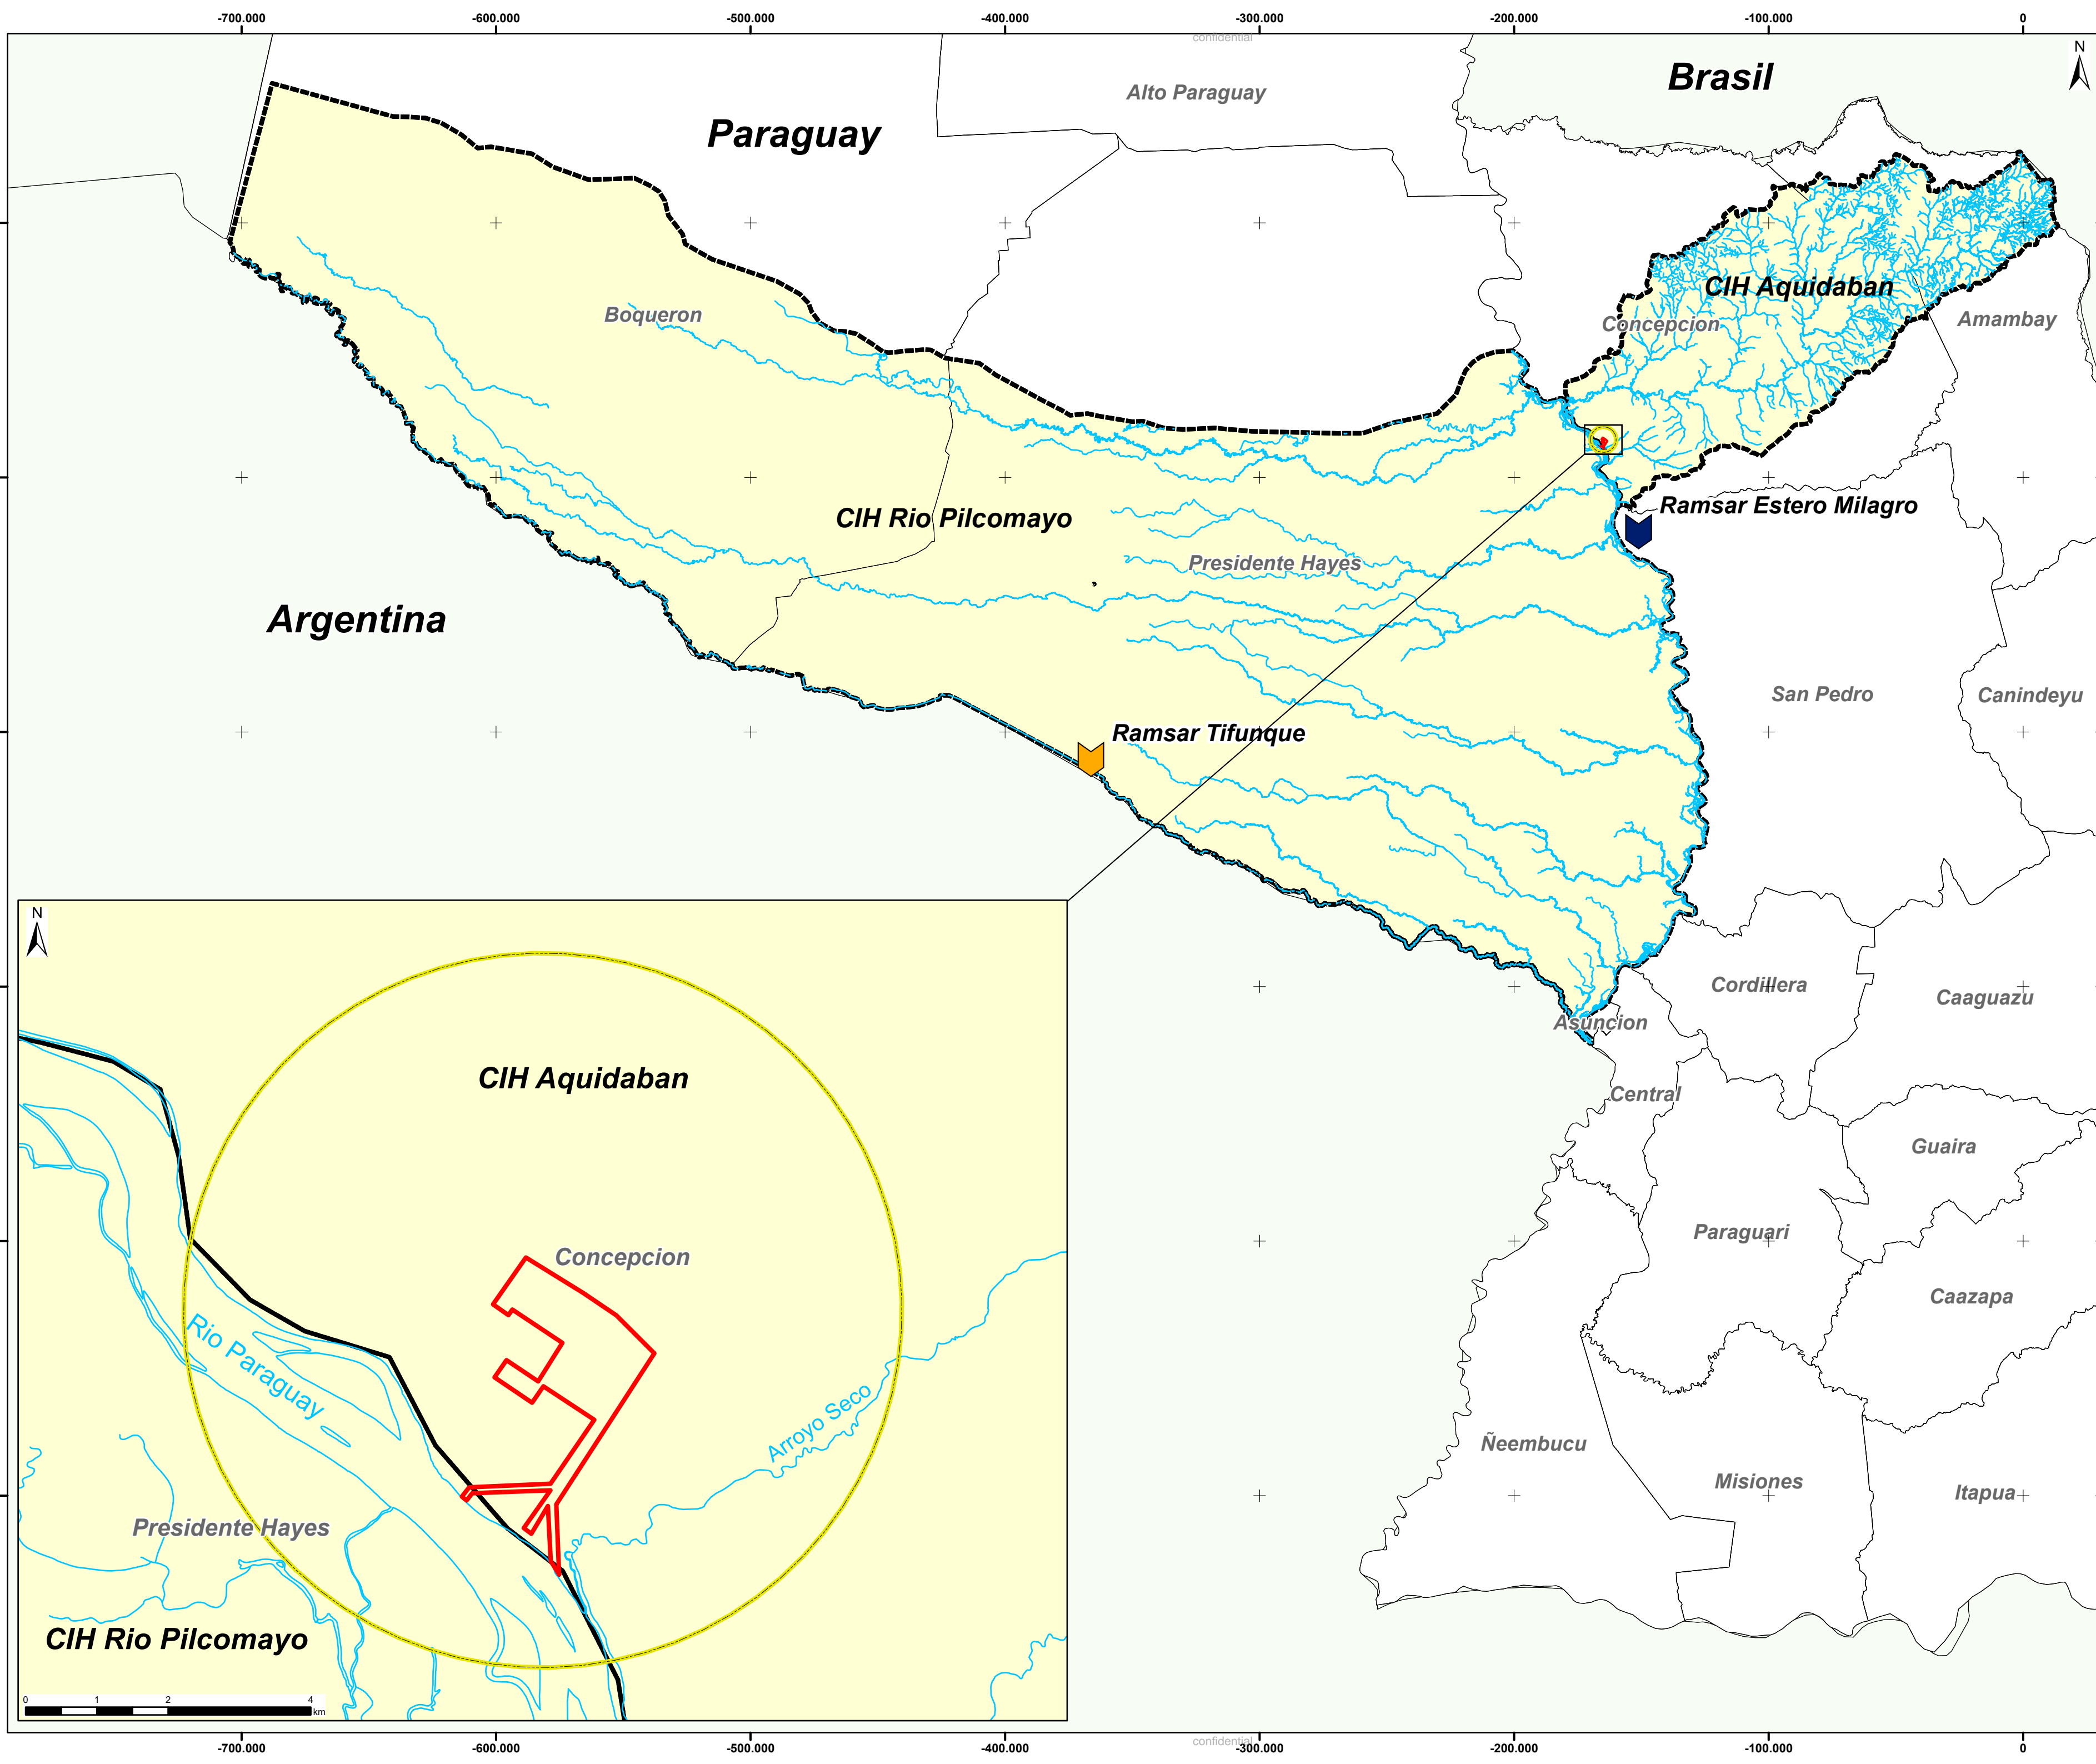 -700.000 -600.000 -500.000 -400.000 -300.000 -200.000 -100.000 0
confidential
N
Brasil
Alto Paraguay
Paraguay
CIH Aquidaban
Boqueron
Concepcion
Amambay
Ramsar Estero Milagro
CIH Rio Pilcomayo
Presidente Hayes
Argentina
San Pedro
Canindeyu
Ramsar Tifunque
Cordillera
Caaguazu
Asuncion
Central
Guaira
Paraguari
Caazapa
Ñeembucu
Misiones
Itapua
N
CIH Aquidaban
Concepcion
Rio Paraguay
Arroyo Seco
Presidente Hayes
CIH Rio Pilcomayo
0 1 2 4
km
confidential
-700.000 -600.000 -500.000 -400.000 -300.000 -200.000 -100.000 0